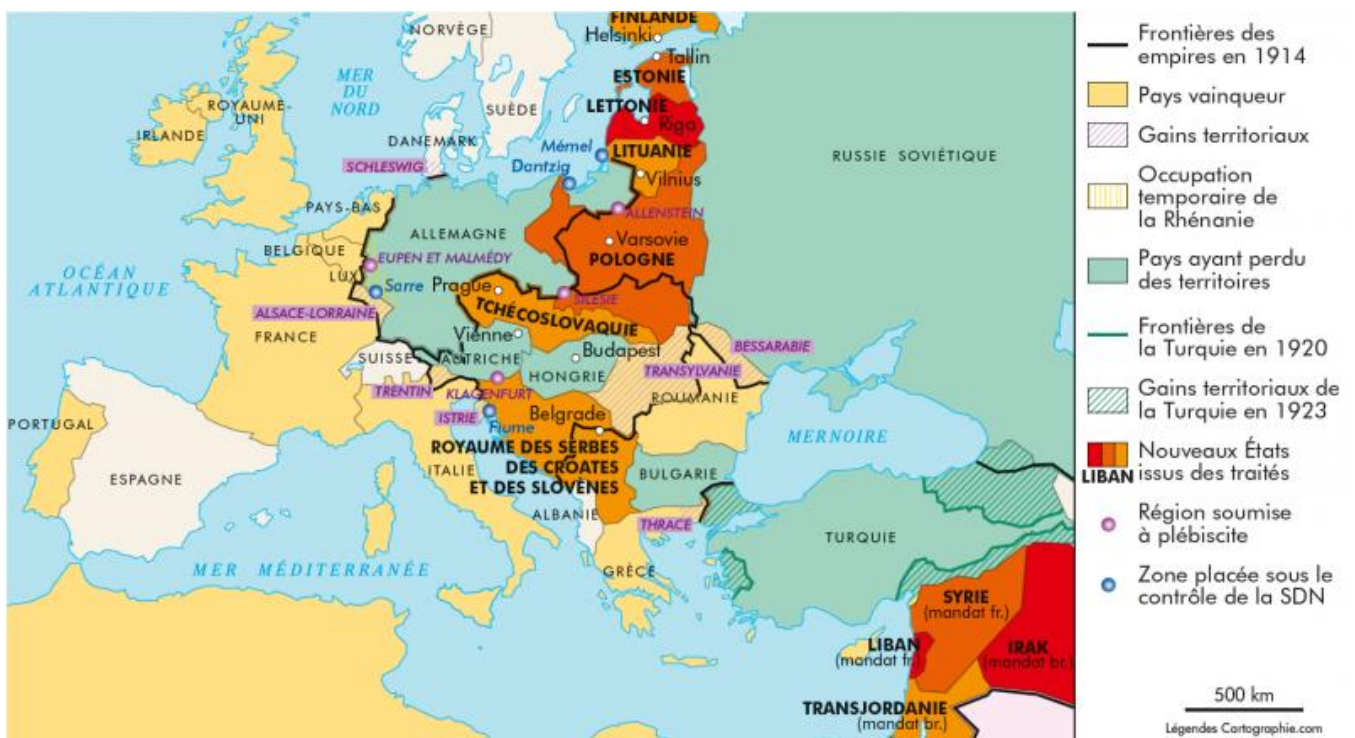 FINLANDE
NORVÈGE
Helsinki
Tallin
MER
DU
NORD
ESTONIE
SUÈDE
LETTONIE
Riga
ROYAUME-
UNI
IRLANDE
DANEMARK
Mémel
LITUANIE
RUSSIE SOVIÉTIQUE
SCHLESWIG
Dantzig
Vilnius
PAYS-BAS
ALLENSTEIN
ALLEMAGNE
Varsovie
BELGIQUE
EUPEN ET MALMÉDY
POLOGNE
OCÉAN
ATLANTIQUE
LUX
Sarre
Prague
SILÉSIE
ALSACE-LORRAINE
TCHÉCOSLOVAQUIE
FRANCE
Vienne
BESSARABIE
SUISSE
AUTRICHE
Budapest
HONGRIE
TRANSYLVANIE
TRENTIN
KLAGENFURT
ROUMANIE
ISTRIE
Fiume
Belgrade
PORTUGAL
MERNOIRE
ROYAUME DES SERBES
DES CROATES
ET DES SLOVÈNES
ITALIE
BULGARIE
ESPAGNE
ALBANIE
THRACE
TURQUIE
MER MÉDITERRANÉE
GRÈCE
SYRIE
(mandat fr.)
LIBAN
(mandat fr.)
IRAK
(mandat br.)
TRANSJORDANIE
(mandat br.)
Frontières des
empires en 1914
Pays vainqueur
Gains territoriaux
Occupation
temporaire de
la Rhénanie
Pays ayant perdu
des territoires
Frontières de
la Turquie en 1920
Gains territoriaux de
la Turquie en 1923
Nouveaux États
issus des traités
LIBAN
Région soumise
à plébiscite
Zone placée sous le
contrôle de la SDN
500 km
Légendes Cartographie.com